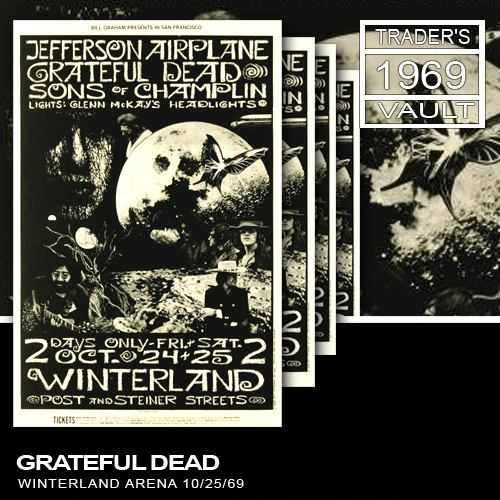 BILL GRAHAM PRESENTS IN SAN FRANCISCO
JEFFERSON AIRPLANE
GRATEFUL DEAD
SONS OF CHAMPLIN
LIGHTS: GLENN McKAY'S HEADLIGHTS
2 DAYS ONLY-FRI+SAT. 2
OCT. 24+25
WINTERLAND
POST AND STEINER STREETS
TICKETS
TRADER'S
1969
VAULT
GRATEFUL DEAD
WINTERLAND ARENA 10/25/69